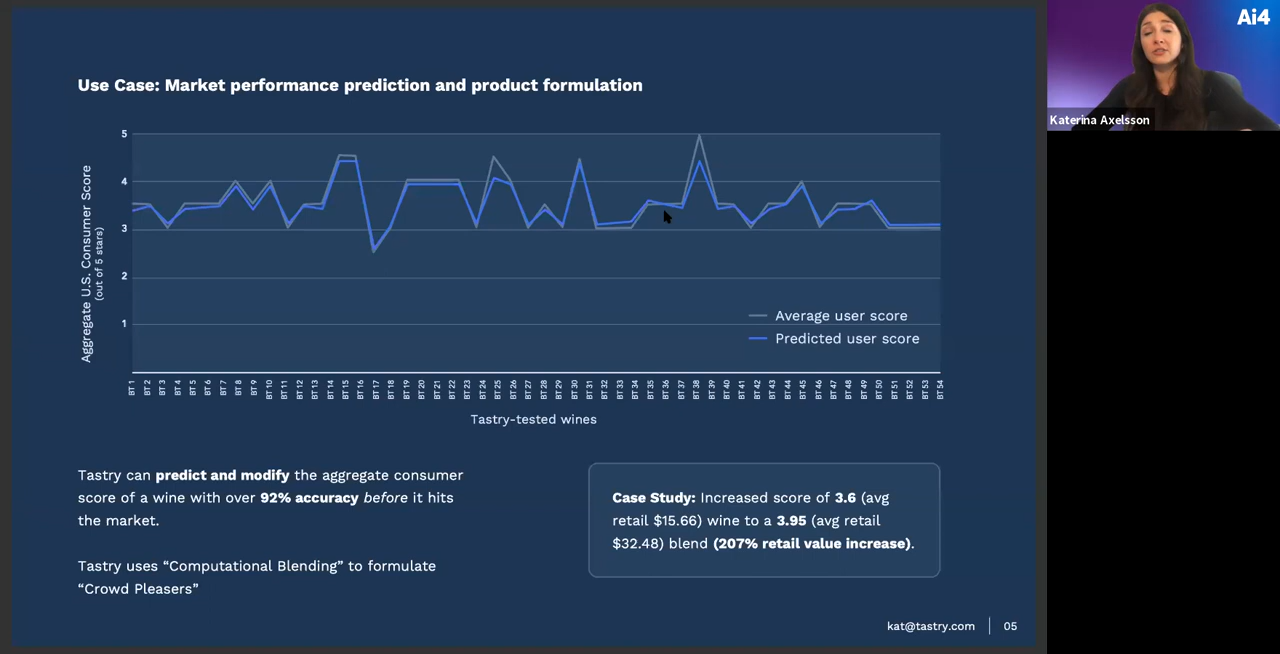 Use Case: Market performance prediction and product formulation
Aggregate U.S. Consumer Score
(out of 5 stars)
5
4
3
2
1
Average user score
Predicted user score
BT 1
BT 2
BT 3
BT 4
BT 5
BT 6
BT 7
BT 8
BT 9
BT 10
BT 11
BT 12
BT 13
BT 14
BT 15
BT 16
BT 17
BT 18
BT 19
BT 20
BT 21
BT 22
BT 23
BT 24
BT 25
BT 26
BT 27
BT 28
BT 29
BT 30
BT 31
BT 32
BT 33
BT 34
BT 35
BT 36
BT 37
BT 38
BT 39
BT 40
BT 41
BT 42
BT 43
BT 44
BT 45
BT 46
BT 47
BT 48
BT 49
BT 50
BT 51
BT 52
BT 53
BT 54
Tastry-tested wines
Tastry can predict and modify the aggregate consumer
score of a wine with over 92% accuracy before it hits
the market.
Tastry uses “Computational Blending” to formulate
“Crowd Pleasers”
Case Study: Increased score of 3.6 (avg
retail $15.66) wine to a 3.95 (avg retail
$32.48) blend (207% retail value increase).
kat@tastry.com
05
Ai4
Katerina Axelsson